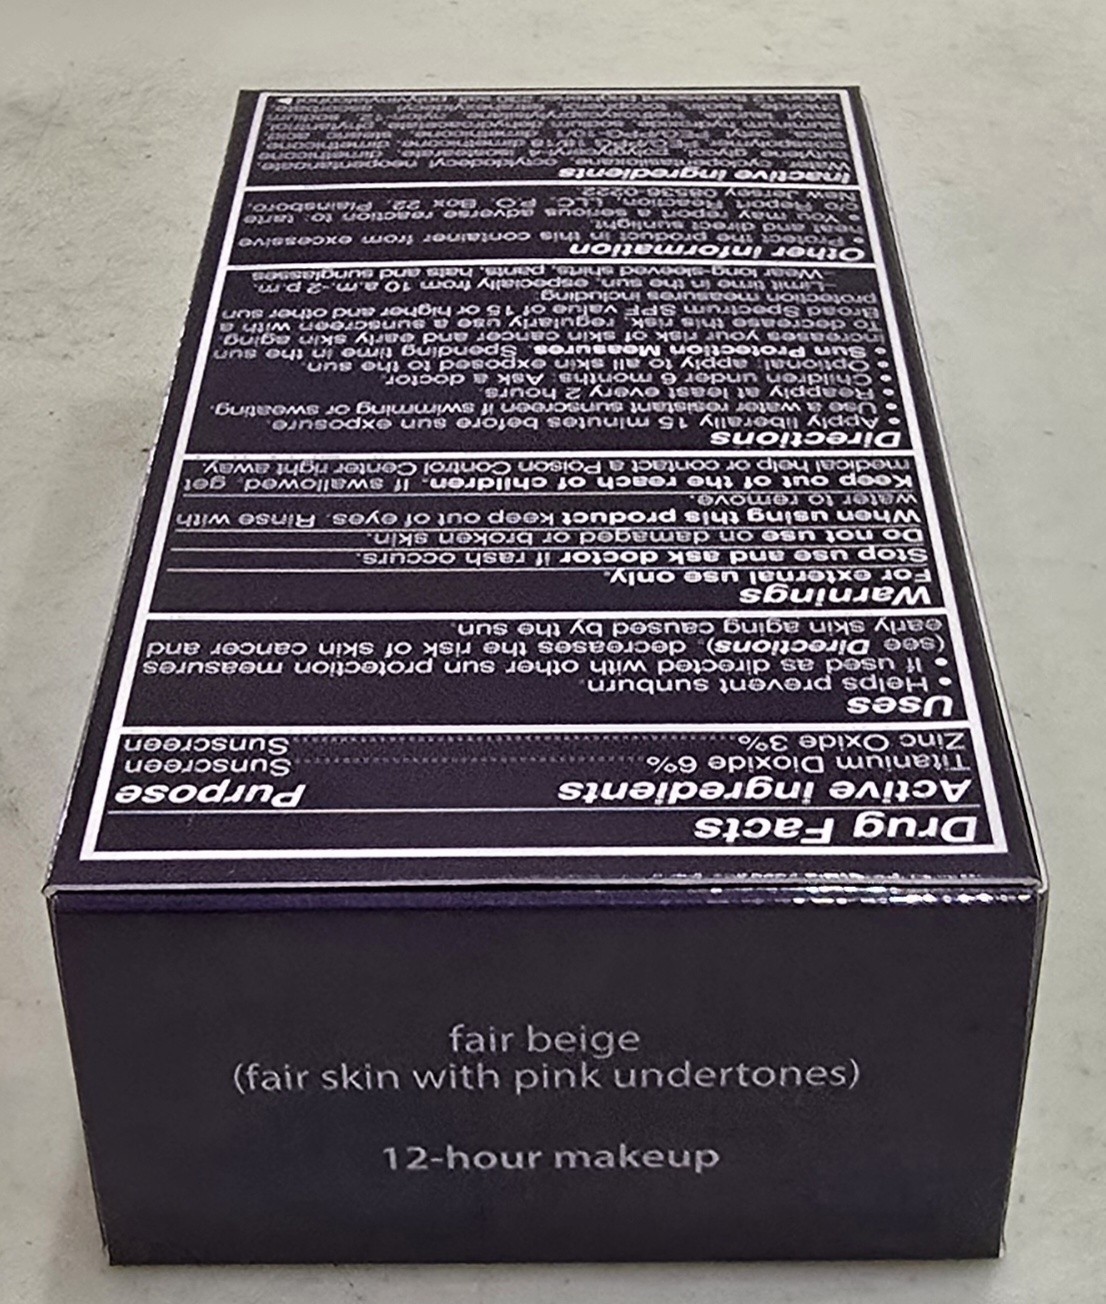 Drug Facts
Active ingredients Purpose
Titanium Dioxide 6%........................Sunscreen
Zinc Oxide 3%........................Sunscreen
Uses
• Helps prevent sunburn.
• If used as directed with other sun protection measures
(see Directions), decreases the risk of skin cancer and
early skin aging caused by the sun.
Warnings
For external use only.
Stop use and ask doctor if rash occurs.
Do not use on damaged or broken skin.
When using this product keep out of eyes. Rinse with
water to remove.
Keep out of the reach of children. If swallowed, get
medical help or contact a Poison Control Center right away.
Directions
• Apply liberally 15 minutes before sun exposure.
• Use a water resistant sunscreen if swimming or sweating.
• Reapply at least every 2 hours.
• Children under 6 months: Ask a doctor.
• Optional: apply to all skin exposed to the sun.
• Sun Protection Measures. Spending time in the sun
increases your risk of skin cancer and early skin aging.
To decrease this risk, regularly use a sunscreen with a
Broad Spectrum SPF value of 15 or higher and other sun
protection measures including:
–Limit time in the sun, especially from 10 a.m.-2 p.m.
–Wear long-sleeved shirts, pants, hats and sunglasses
Other information
• Protect the product in this container from excessive
heat and direct sunlight.
• You may report a serious adverse reaction to: tarte
c/o Report Reaction, LLC. P.O. Box 22, Plainsboro,
New Jersey 08536-0222.
Inactive ingredients
Water, cyclopentasiloxane, octyldodecyl neopentanoate,
butylene glycol, polyglyceryl-4 isostearate, dimethicone
fair beige
(fair skin with pink undertones)
12-hour makeup